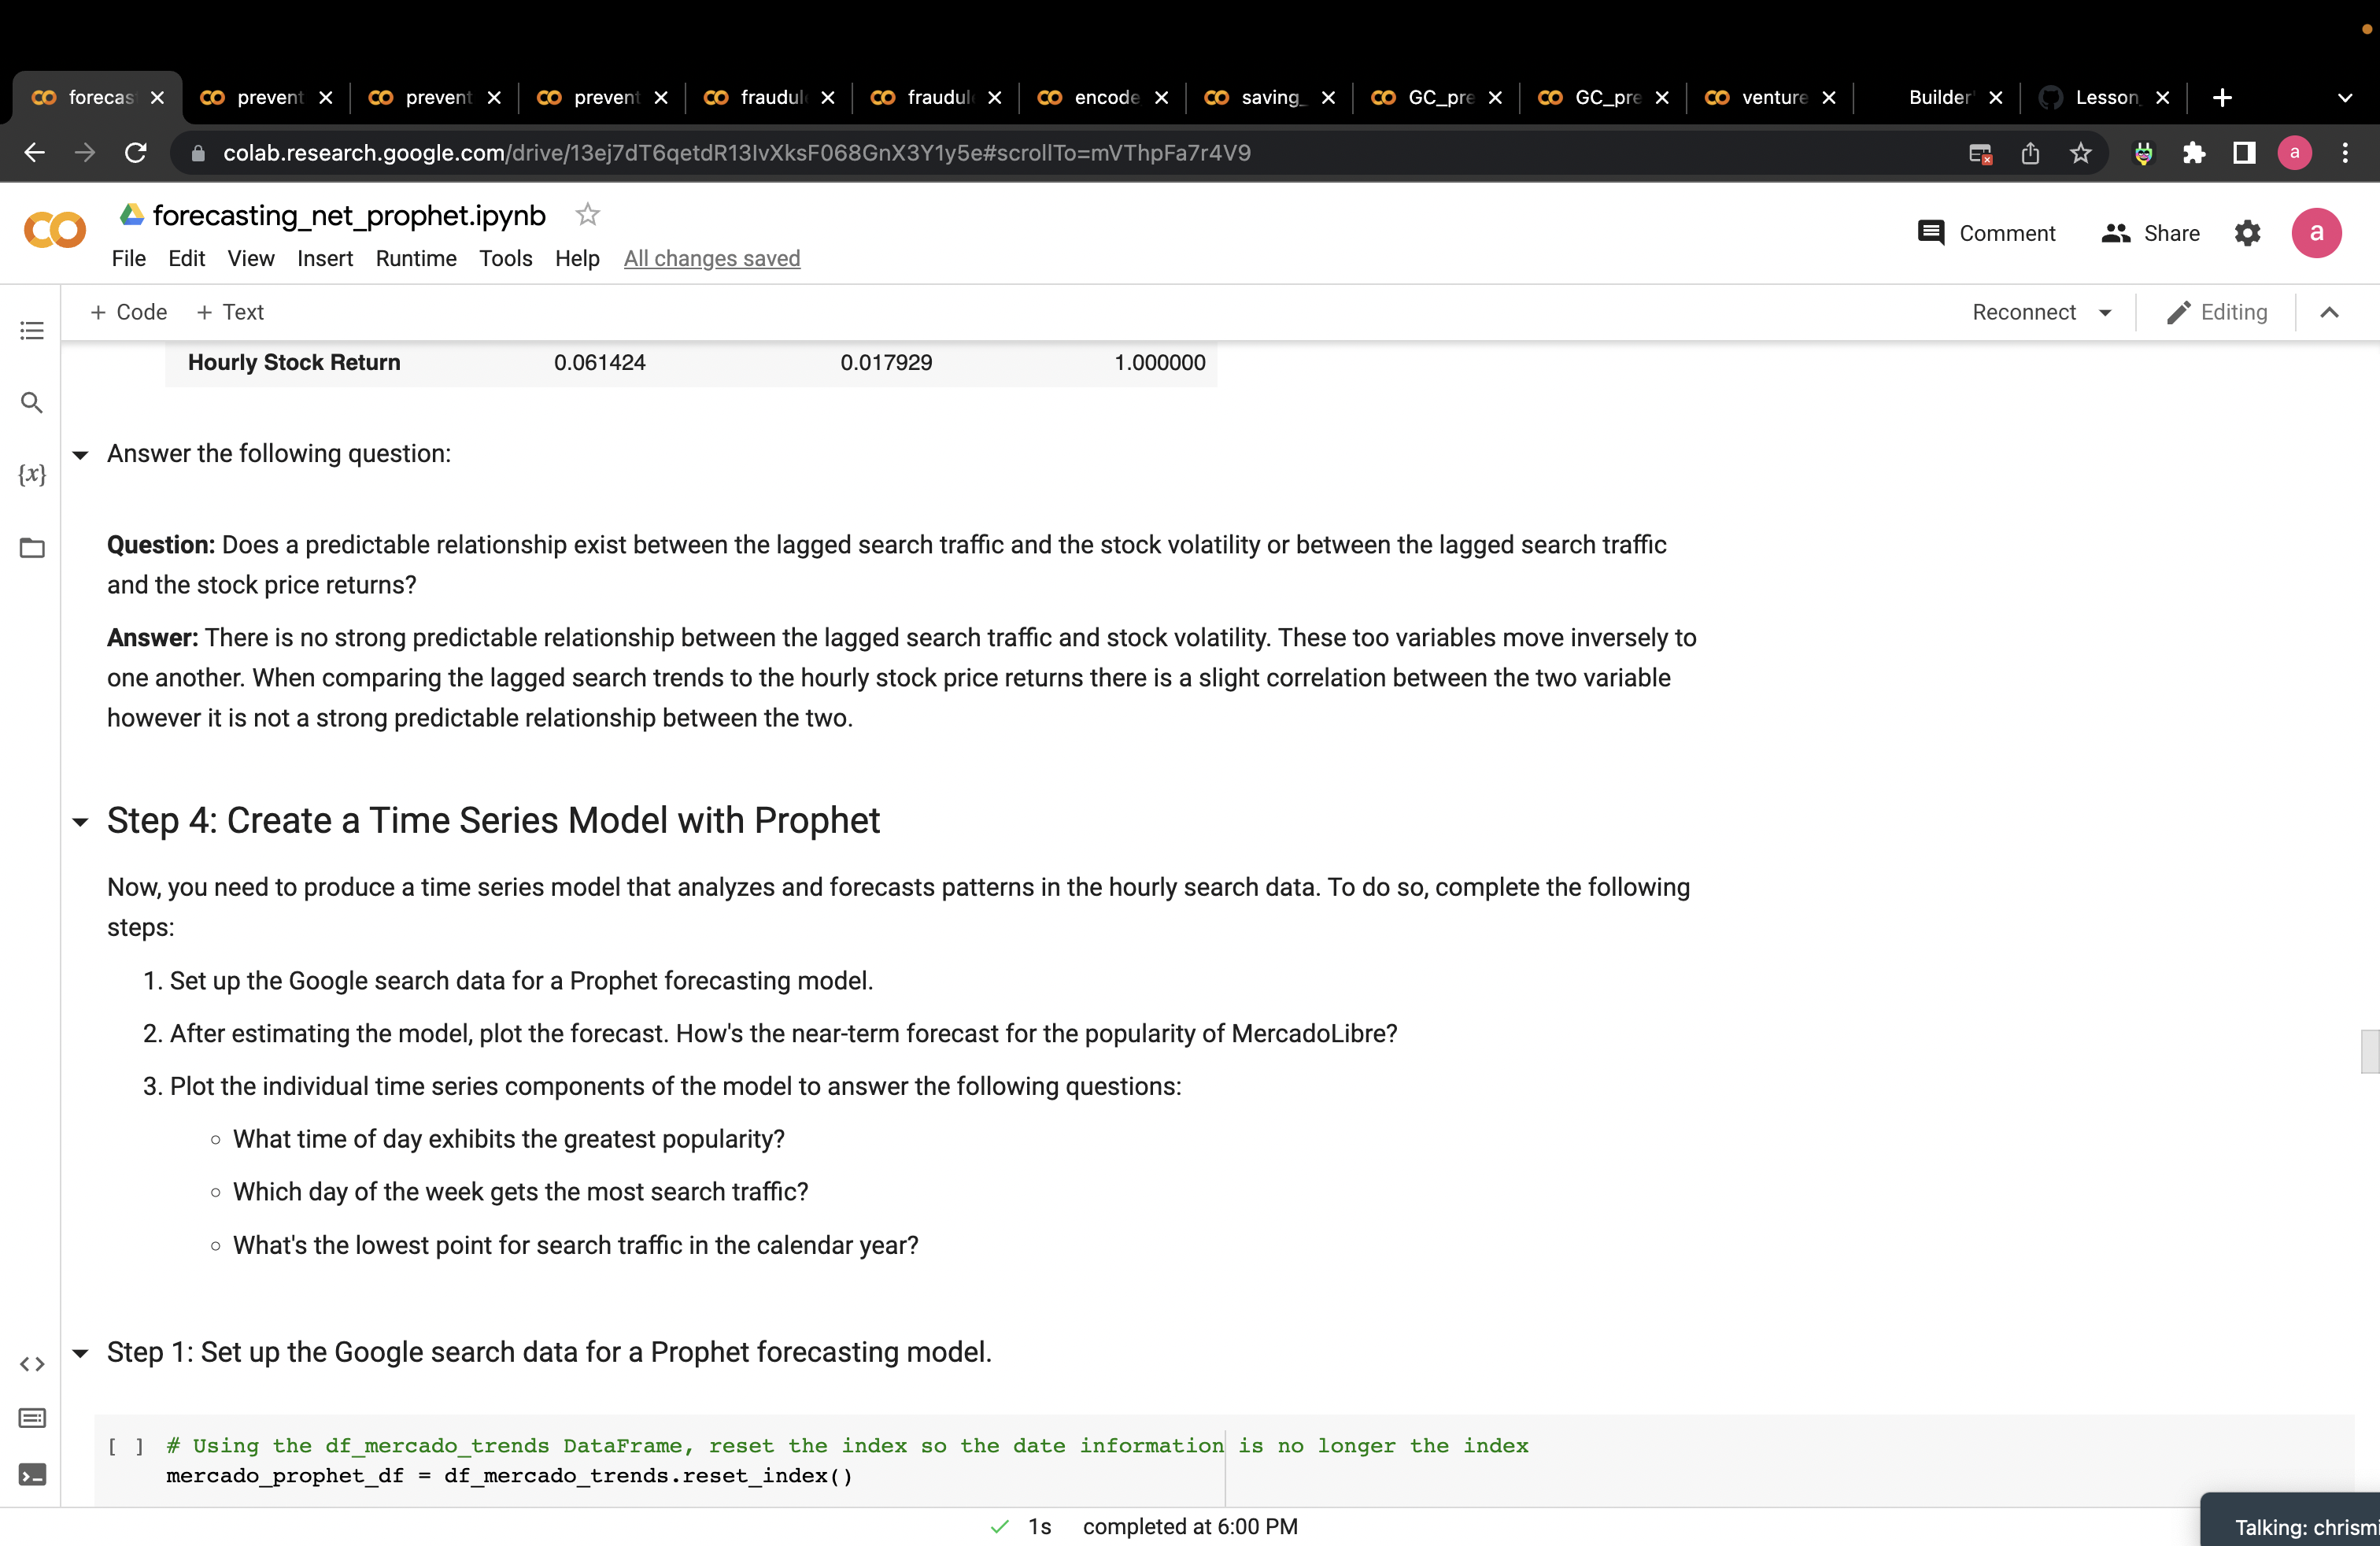 forecas
prevent
prevent
prevent
fraudul
fraudul
encode
saving_
GC_pre
GC_pre
venture
Builder'
Lesson_
colab.research.google.com/drive/13ej7dT6qetdR13IvXksF068GnX3Y1y5e#scrollTo=mVThpFa7r4V9
a
forecasting_net_prophet.ipynb
Comment
Share
a
File Edit View Insert Runtime Tools Help All changes saved
+ Code + Text
Reconnect
Editing
Hourly Stock Return 0.061424 0.017929 1.000000
Answer the following question:
{x}
Question: Does a predictable relationship exist between the lagged search traffic and the stock volatility or between the lagged search traffic
and the stock price returns?
Answer: There is no strong predictable relationship between the lagged search traffic and stock volatility. These too variables move inversely to
one another. When comparing the lagged search trends to the hourly stock price returns there is a slight correlation between the two variable
however it is not a strong predictable relationship between the two.
Step 4: Create a Time Series Model with Prophet
Now, you need to produce a time series model that analyzes and forecasts patterns in the hourly search data. To do so, complete the following
steps:
1. Set up the Google search data for a Prophet forecasting model.
2. After estimating the model, plot the forecast. How's the near-term forecast for the popularity of MercadoLibre?
3. Plot the individual time series components of the model to answer the following questions:
What time of day exhibits the greatest popularity?
Which day of the week gets the most search traffic?
What's the lowest point for search traffic in the calendar year?
Step 1: Set up the Google search data for a Prophet forecasting model.
[ ] # Using the df_mercado_trends DataFrame, reset the index so the date information is no longer the index
mercado_prophet_df = df_mercado_trends.reset_index()
1s completed at 6:00 PM
Talking: chrismi